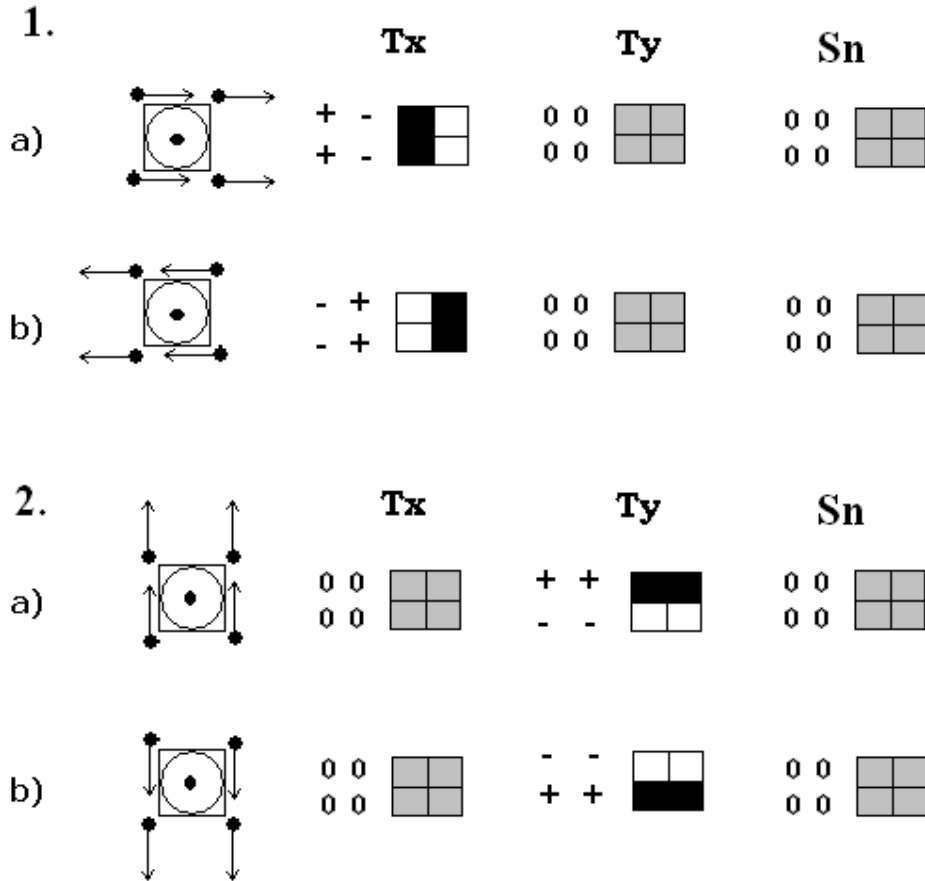 1.
Tx Ty Sn
a)
+ - 0 0 0 0
+ - 0 0 0 0
b)
- + 0 0 0 0
- + 0 0 0 0
2.
Tx Ty Sn
a)
0 0 + + 0 0
0 0 - - 0 0
b)
0 0 - - 0 0
0 0 + + 0 0